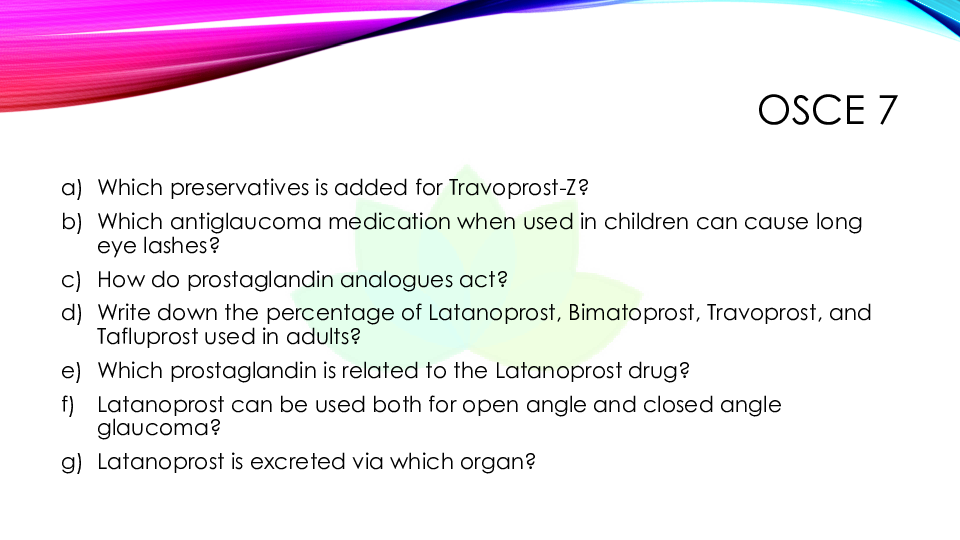 OSCE 7
a) Which preservatives is added for Travoprost-Z?
b) Which antiglaucoma medication when used in children can cause long
eye lashes?
c) How do prostaglandin analogues act?
d) Write down the percentage of Latanoprost, Bimatoprost, Travoprost, and
Tafluprost used in adults?
e) Which prostaglandin is related to the Latanoprost drug?
f) Latanoprost can be used both for open angle and closed angle
glaucoma?
g) Latanoprost is excreted via which organ?